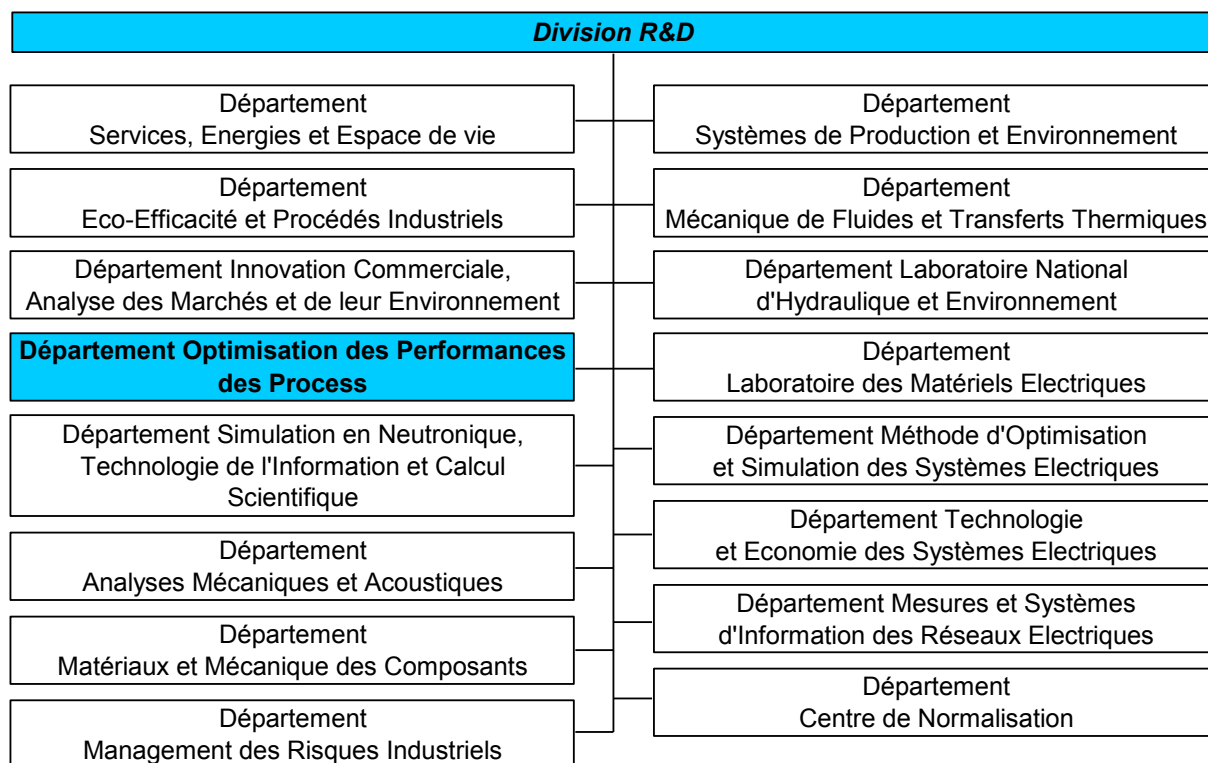 Division R&D
Département
Services, Energies et Espace de vie
Département
Eco-Efficacité et Procédés Industriels
Département Innovation Commerciale,
Analyse des Marchés et de leur Environnement
Département Optimisation des Performances
des Process
Département Simulation en Neutronique,
Technologie de l'Information et Calcul
Scientifique
Département
Analyses Mécaniques et Acoustiques
Département
Matériaux et Mécanique des Composants
Département
Management des Risques Industriels
Département
Systèmes de Production et Environnement
Département
Mécanique de Fluides et Transferts Thermiques
Département Laboratoire National
d'Hydraulique et Environnement
Département
Laboratoire des Matériels Electriques
Département Méthode d'Optimisation
et Simulation des Systèmes Electriques
Département Technologie
et Economie des Systèmes Electriques
Département Mesures et Systèmes
d'Information des Réseaux Electriques
Département
Centre de Normalisation